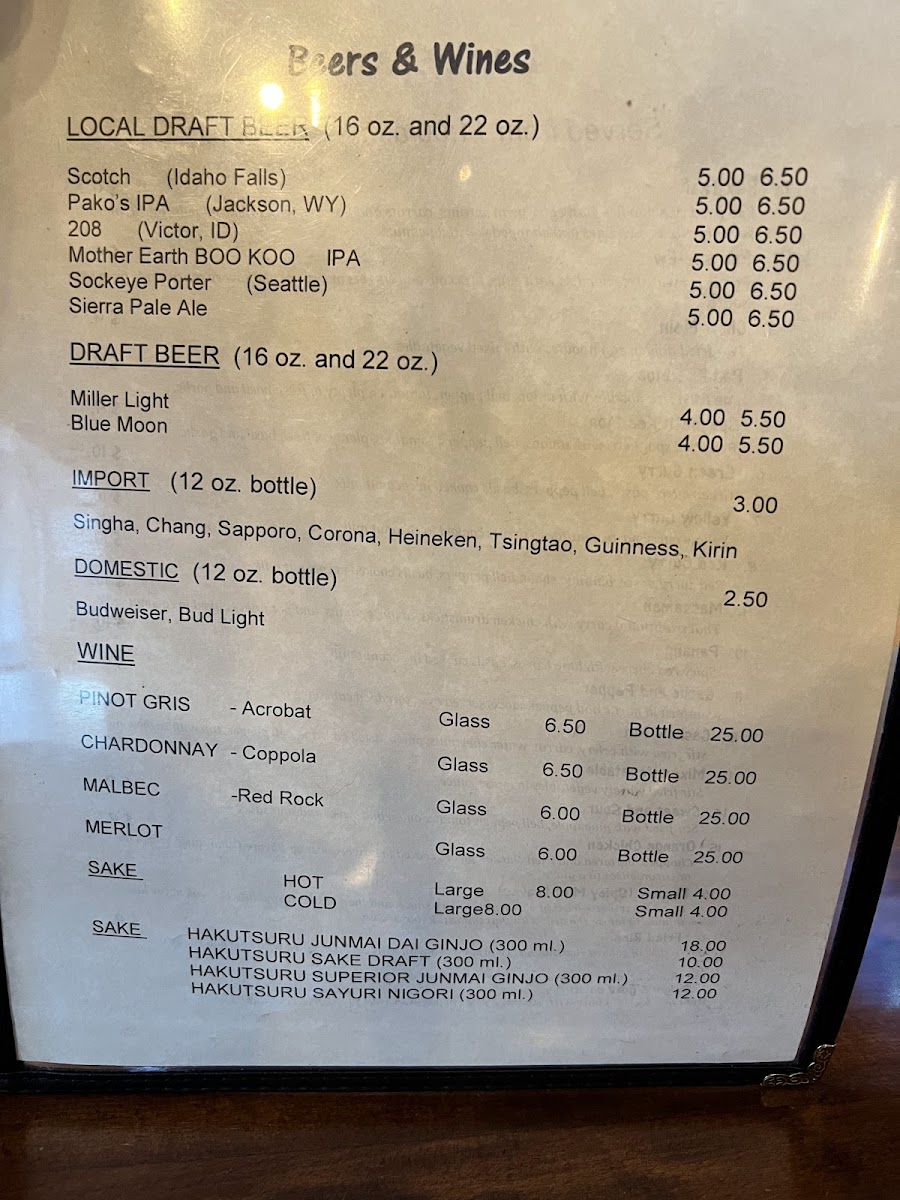 Beers & Wines
LOCAL DRAFT BEER (16 oz. and 22 oz.)
Scotch (Idaho Falls) 5.00 6.50
Pako's IPA (Jackson, WY) 5.00 6.50
208 (Victor, ID) 5.00 6.50
Mother Earth BOO KOO IPA 5.00 6.50
Sockeye Porter (Seattle) 5.00 6.50
Sierra Pale Ale 5.00 6.50
DRAFT BEER (16 oz. and 22 oz.)
Miller Light 4.00 5.50
Blue Moon 4.00 5.50
IMPORT (12 oz. bottle) 3.00
Singha, Chang, Sapporo, Corona, Heineken, Tsingtao, Guinness, Kirin
DOMESTIC (12 oz. bottle) 2.50
Budweiser, Bud Light
WINE
PINOT GRIS - Acrobat Glass 6.50 Bottle 25.00
CHARDONNAY - Coppola Glass 6.50 Bottle 25.00
MALBEC -Red Rock Glass 6.00 Bottle 25.00
MERLOT Glass 6.00 Bottle 25.00
SAKE HOT Large 8.00 Small 4.00
COLD Large8.00 Small 4.00
SAKE HAKUTSURU JUNMAI DAI GINJO (300 ml.) 18.00
HAKUTSURU SAKE DRAFT (300 ml.) 10.00
HAKUTSURU SUPERIOR JUNMAI GINJO (300 ml.) 12.00
HAKUTSURU SAYURI NIGORI (300 ml.) 12.00